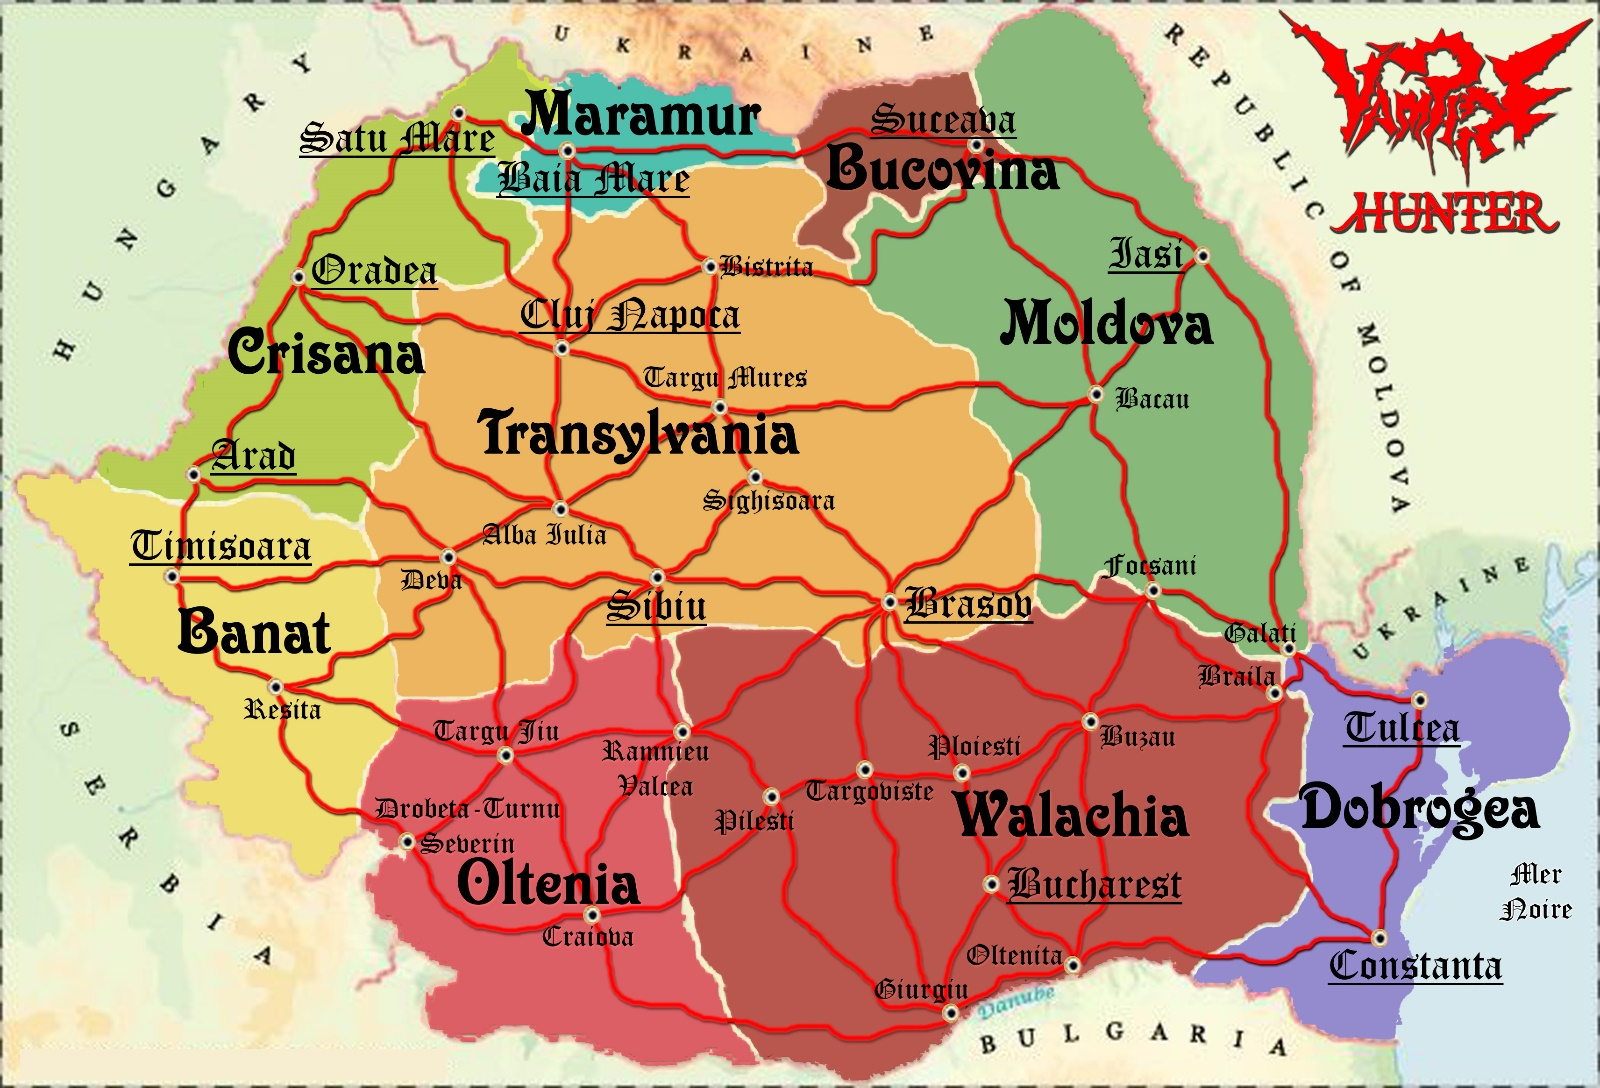 UKRAINE
REPUBLIC OF MOLDOVA
VAMPIRE
HUNTER
HUNGARY
Maramur
Satu Mare
Baia Mare
Suceava
Bucovina
Oradea
Bistrita
Iasi
Cluj Napoca
Crisana
Moldova
Targu Mures
Bacau
Transylvania
Arad
Sighisoara
Timisoara
Alba Iulia
Deva
Focsani
Sibiu
Brasov
Banat
Galati
UKRAINE
Braila
Resita
Targu Jiu
Ramnieu
Valcea
Ploiesti
Buzau
Tulcea
Targoviste
Pilesti
Drobeta-Turnu
Severin
Walachia
Dobrogea
SERBIA
Oltenia
Bucharest
Mer
Noire
Craiova
Oltenita
Constanta
Giurgiu
Danube
BULGARIA